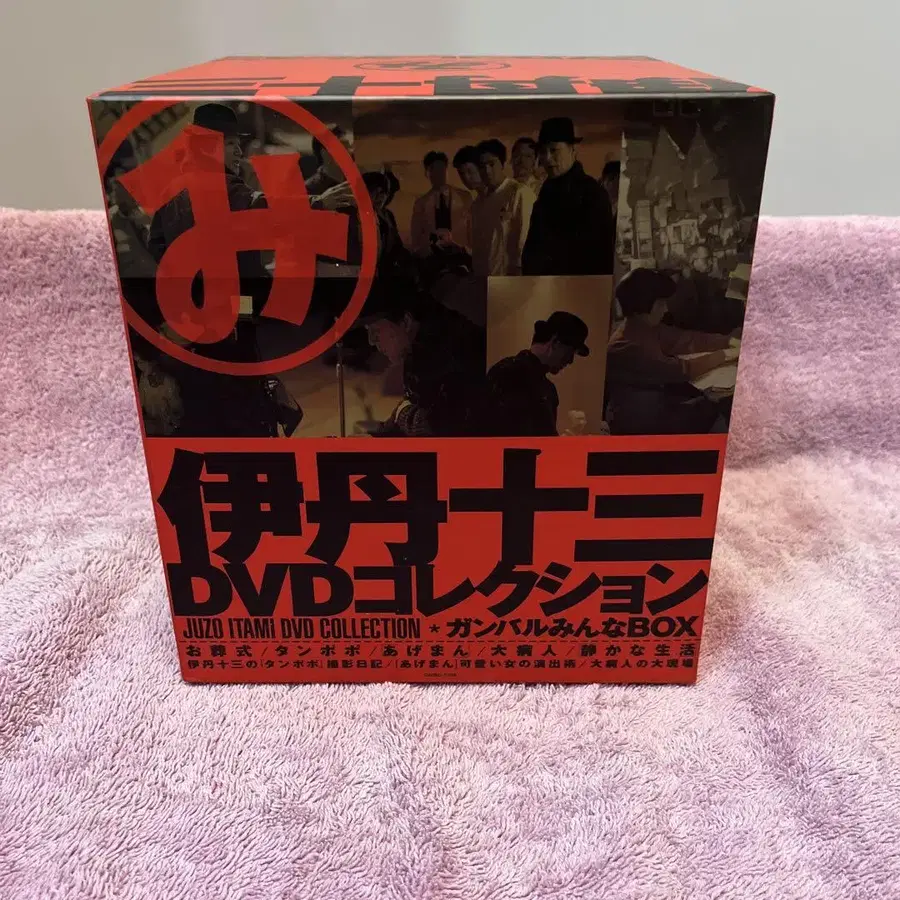 伊丹十三
み
伊丹十三
DVDコレクション
JUZO ITAMI DVD COLLECTION ★ ガンバルみんなBOX
お葬式/タンポポ/あげまん/大病人/静かな生活
伊丹十三の「タンポポ」撮影日記/「あげまん」可愛い女の演出術/大病人の大現場